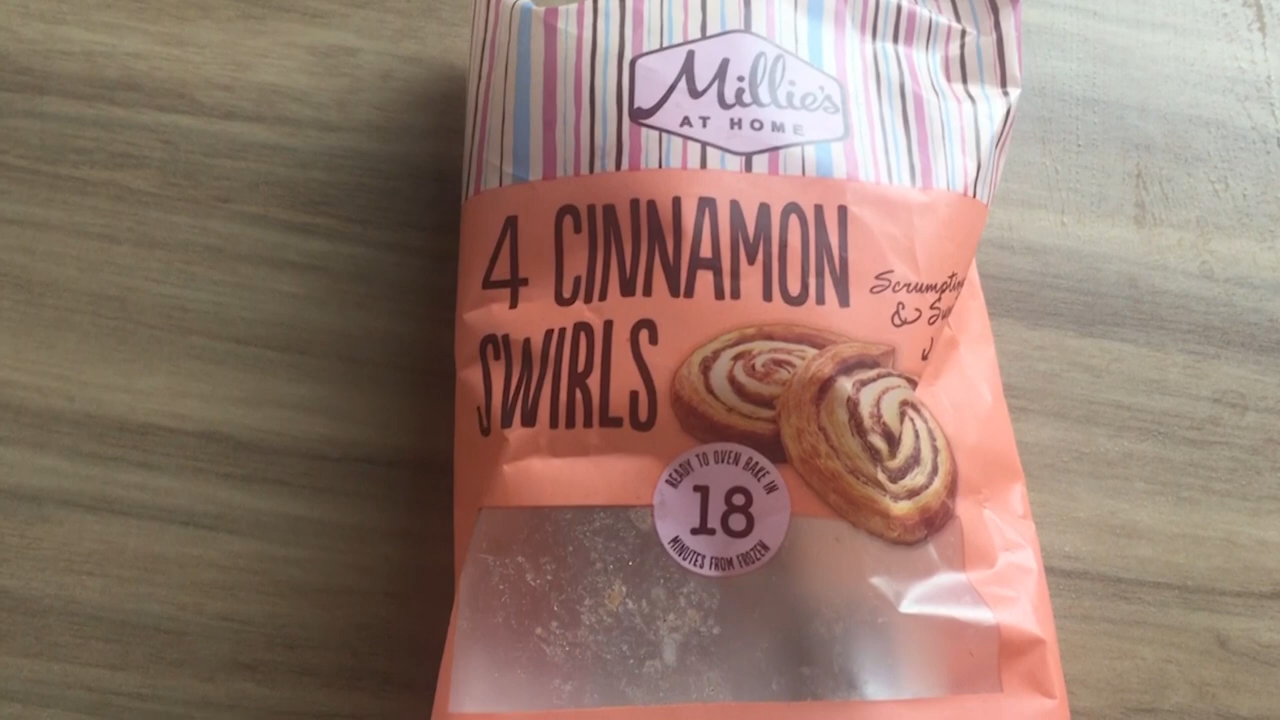 Millie's
AT HOME
4 CINNAMON
SWIRLS
&
READY TO OVEN BAKE IN
18
MINUTES FROM FROZEN